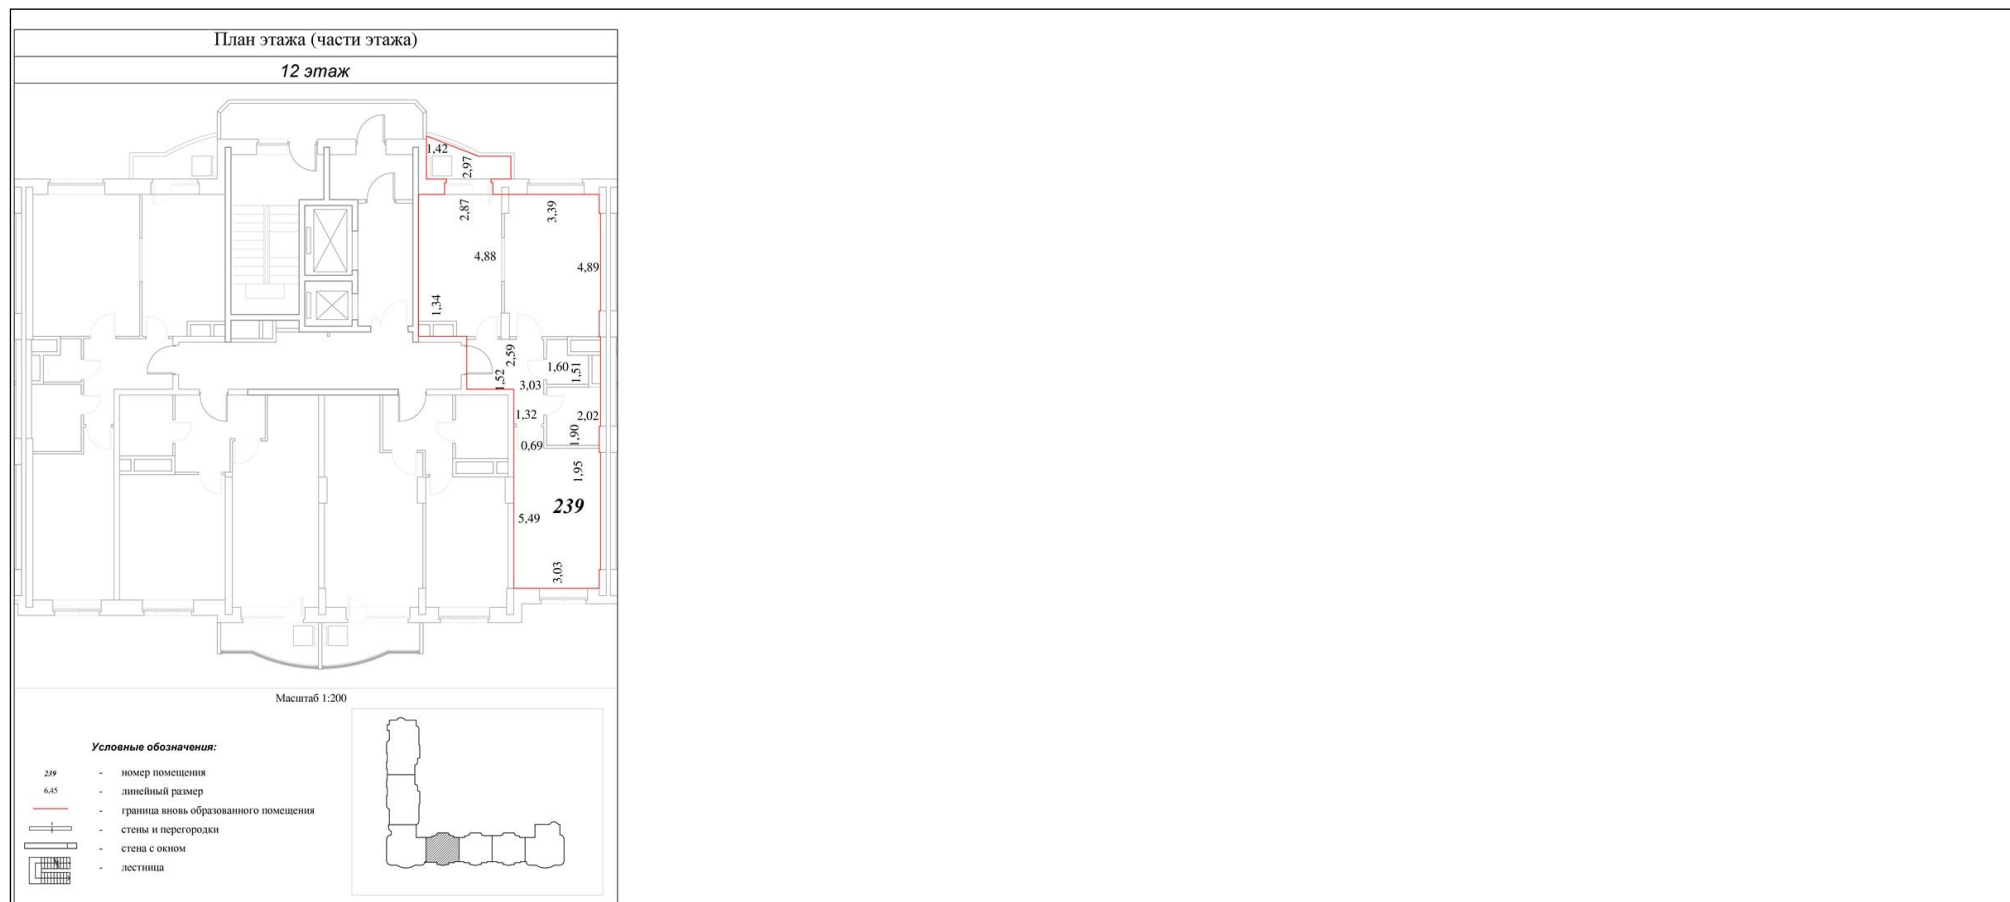 План этажа (части этажа)
12 этаж
1,42
2,97
2,87
3,39
4,88
4,89
1,34
2,59
1,60
1,51
1,52
3,03
1,32
2,02
1,90
0,69
1,95
239
5,49
3,03
Масштаб 1:200
Условные обозначения:
239 - номер помещения
6,45 - линейный размер
- граница вновь образованного помещения
- стены и перегородки
- стена с окном
- лестница